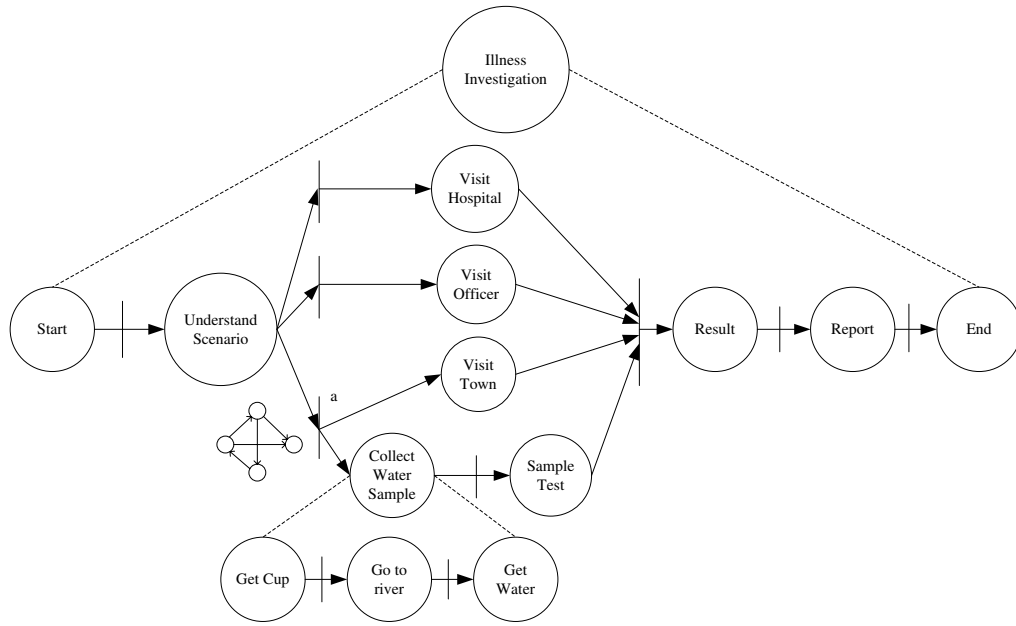 Illness
Investigation
Visit
Hospital
Visit
Officer
Start
Understand
Scenario
Result
Report
End
Visit
Town
a
Collect
Water
Sample
Sample
Test
Get Cup
Go to
river
Get
Water